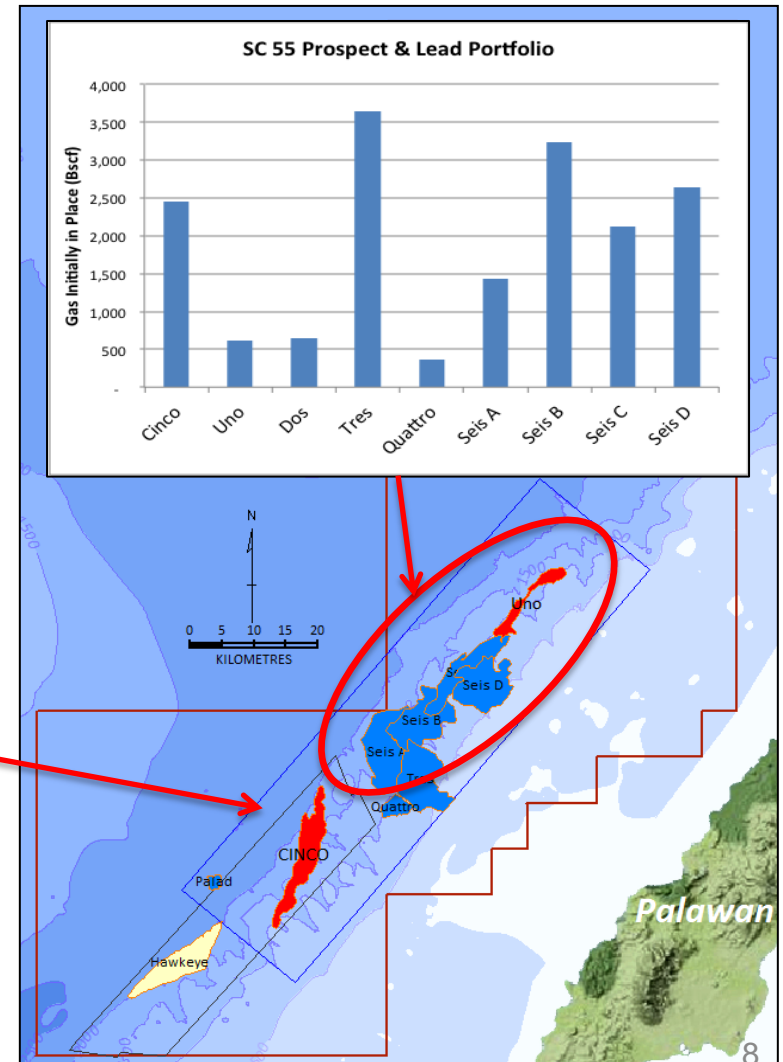 SC 55 Prospect & Lead Portfolio
Gas Initially in Place (Bscf)
4,000
3,500
3,000
2,500
2,000
1,500
1,000
500
-
Cinco
Uno
Dos
Tres
Quattro
Seis A
Seis B
Seis C
Seis D
1500
N
0 5 10 15 20
KILOMETRES
1500
Uno
Seis D
Seis B
Seis
Tres
Quattro
CINCO
Palad
Hawkeye
Palawan
8